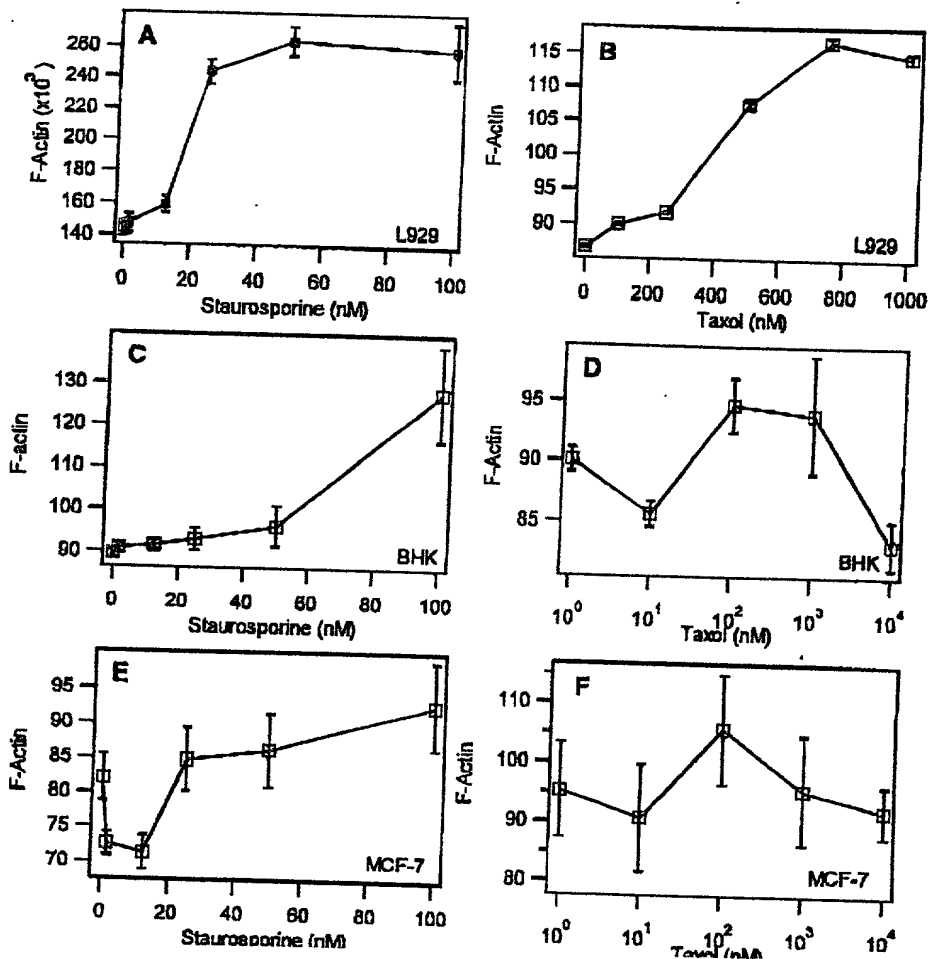 A
F-Actin (x10³)
260
240
220
200
180
160
140
L929
0 20 40 60 80 100
Staurosporine (nM)
B
F-Actin
115
110
105
100
95
90
L929
0 200 400 600 800 1000
Taxol (nM)
C
F-actin
130
120
110
100
90
BHK
0 20 40 60 80 100
Staurosporine (nM)
D
F-Actin
95
90
85
BHK
10⁰ 10¹ 10² 10³ 10⁴
Taxol (nM)
E
F-Actin
95
90
85
80
75
70
MCF-7
0 20 40 60 80 100
Staurosporine (nM)
F
F-Actin
110
100
90
80
MCF-7
10⁰ 10¹ 10² 10³ 10⁴
Taxol (nM)